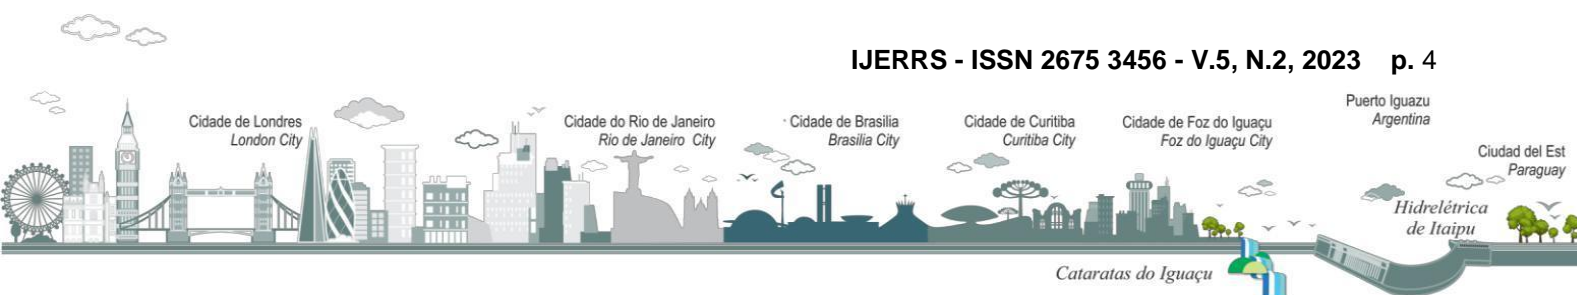 IJERRS - ISSN 2675 3456 - V.5, N.2, 2023 p. 4
Cidade de Londres
London City
Cidade do Rio de Janeiro
Rio de Janeiro City
Cidade de Brasilia
Brasilia City
Cidade de Curitiba
Curitiba City
Cidade de Foz do Iguaçu
Foz do Iguaçu City
Puerto Iguazu
Argentina
Ciudad del Est
Paraguay
Hidrelétrica
de Itaipu
Cataratas do Iguaçu